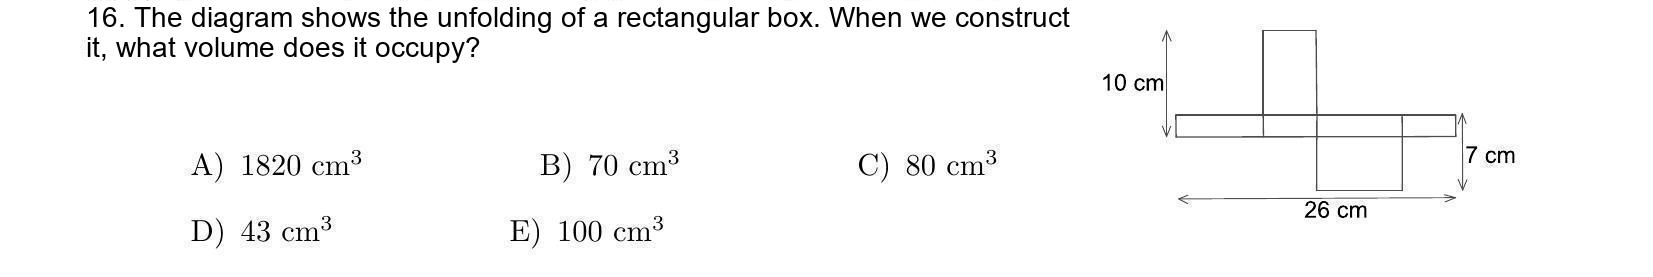 16. The diagram shows the unfolding of a rectangular box. When we construct
it, what volume does it occupy?
10 cm
7 cm
26 cm
A) 1820 cm³ B) 70 cm³ C) 80 cm³
D) 43 cm³ E) 100 cm³